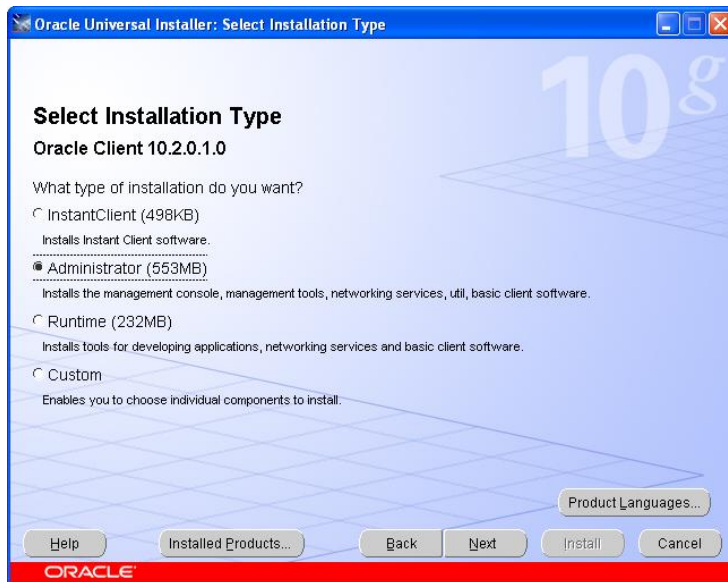 Oracle Universal Installer: Select Installation Type
10g
Select Installation Type
Oracle Client 10.2.0.1.0
What type of installation do you want?
InstantClient (498KB)
Installs Instant Client software.
Administrator (553MB)
Installs the management console, management tools, networking services, util, basic client software.
Runtime (232MB)
Installs tools for developing applications, networking services and basic client software.
Custom
Enables you to choose individual components to install.
Product Languages...
Help Installed Products... Back Next Install Cancel
ORACLE